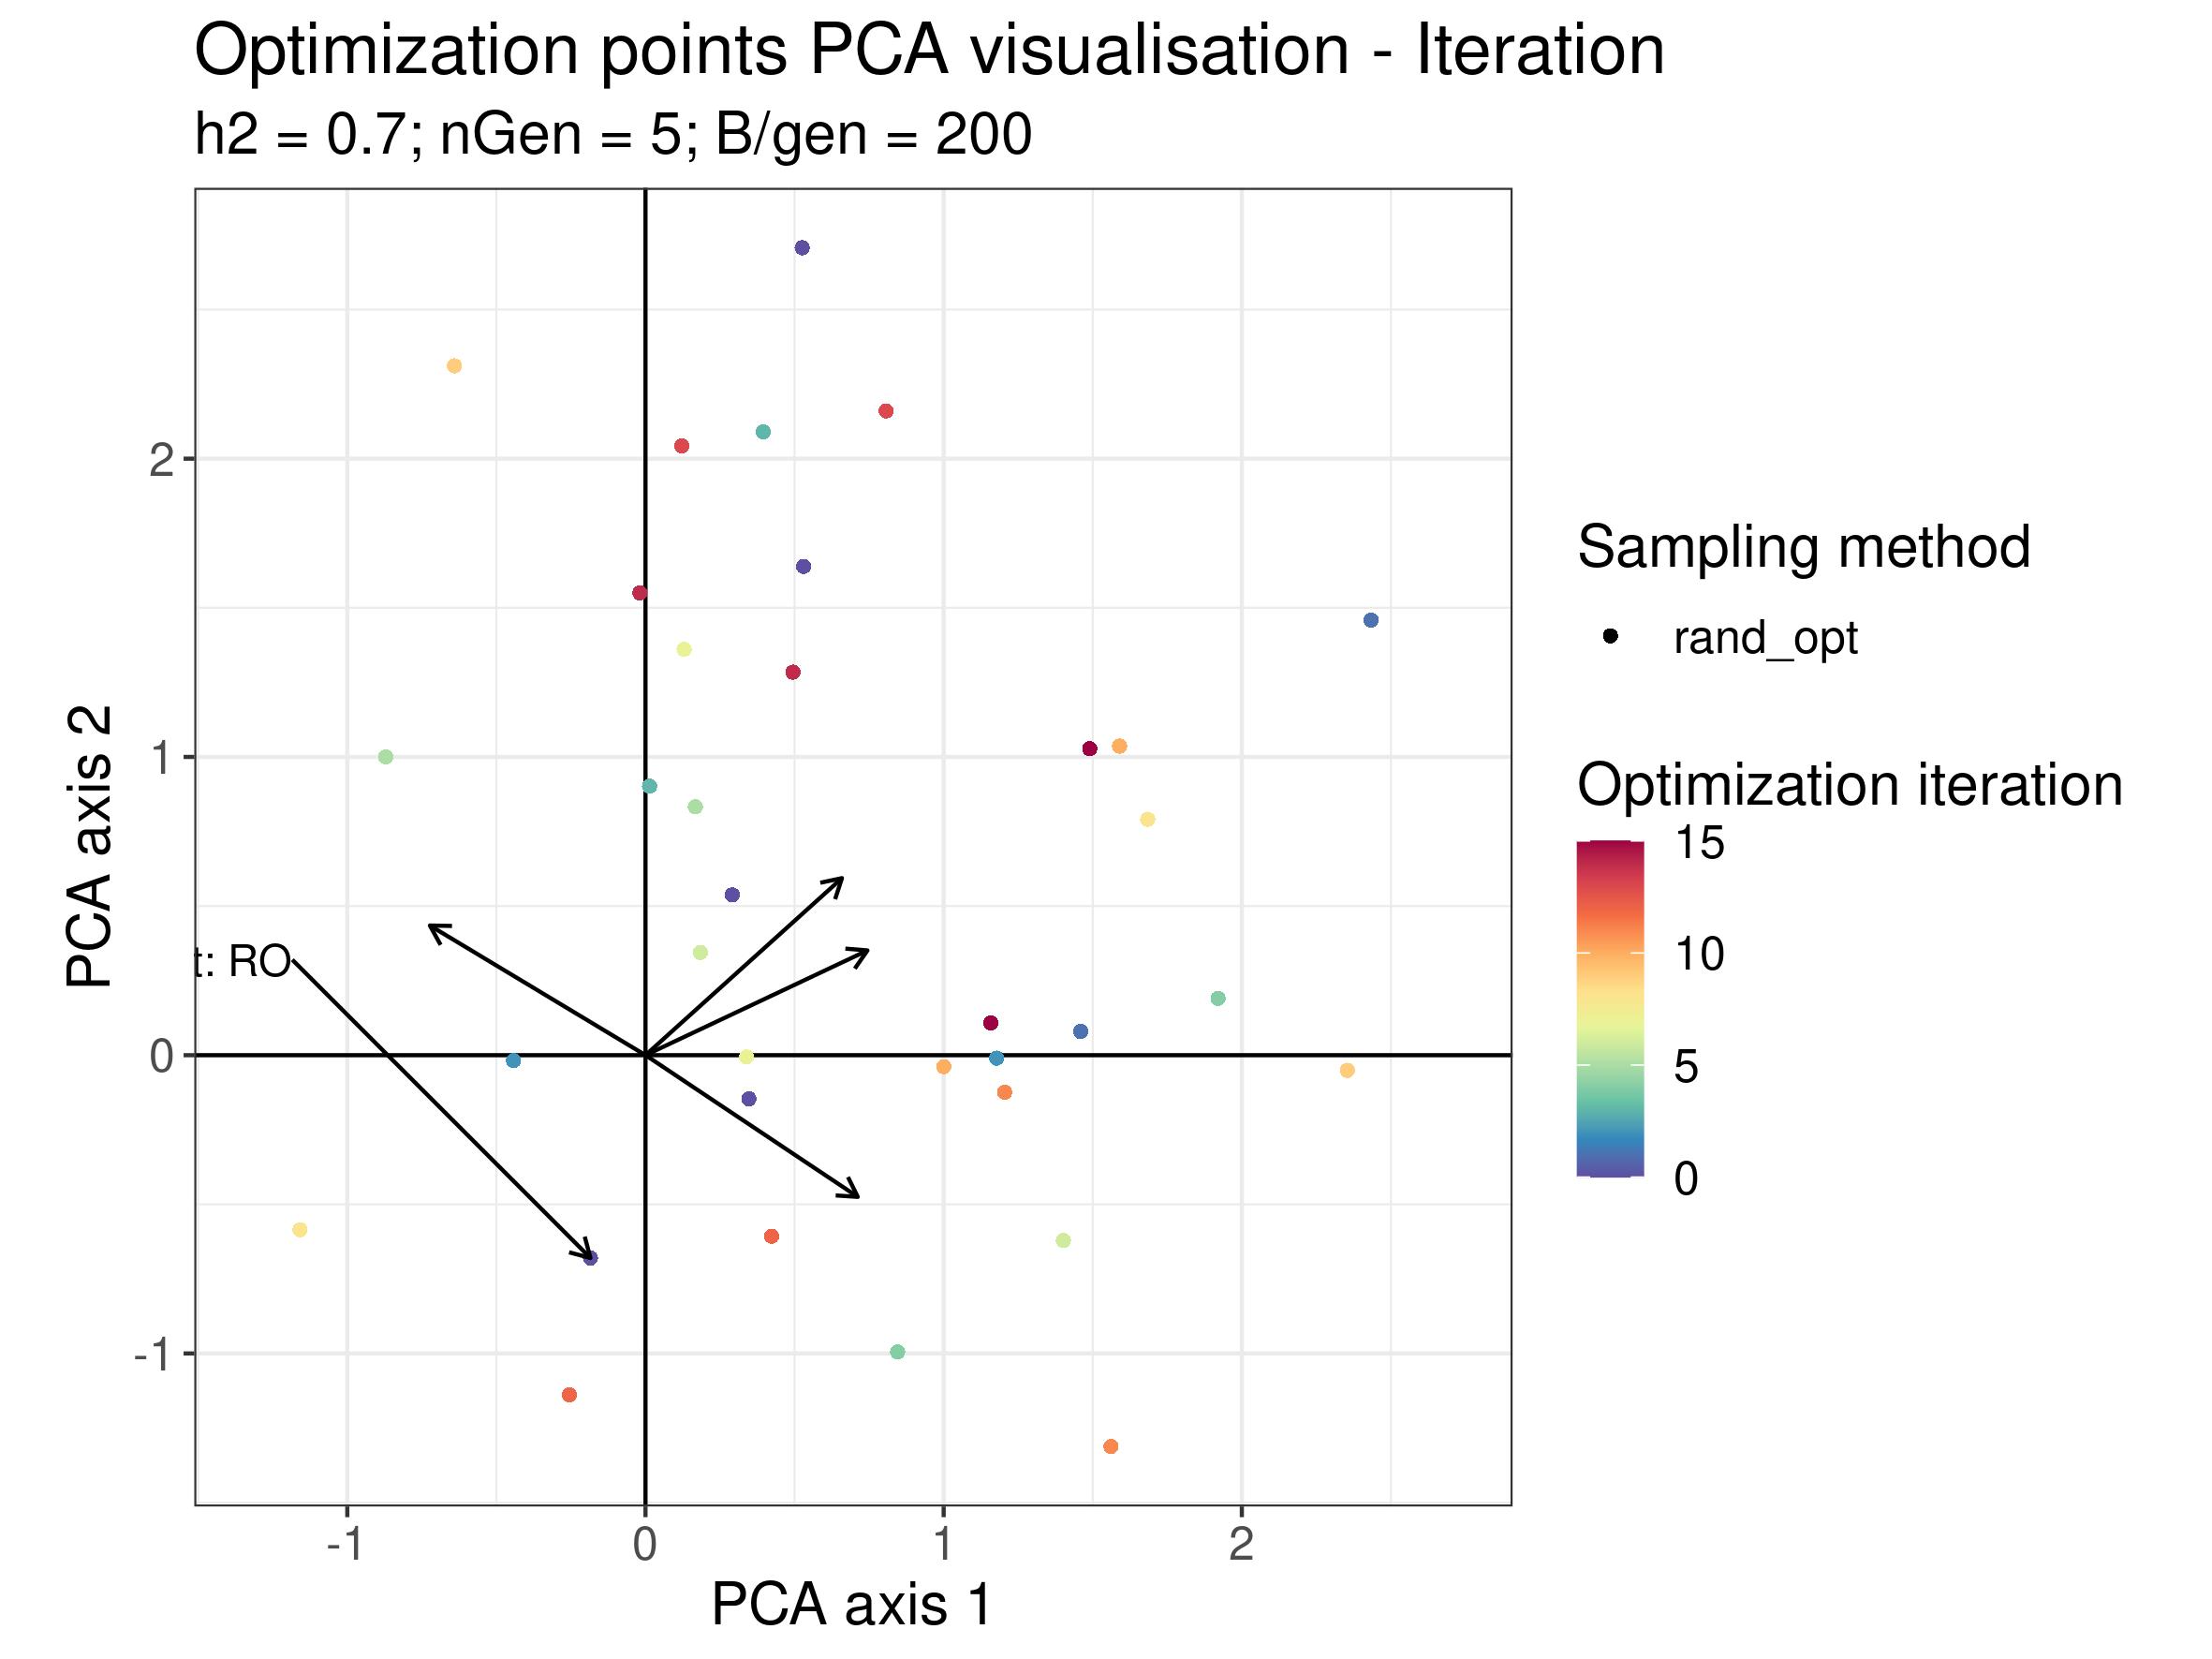 Optimization points PCA visualisation - Iteration
h2 = 0.7; nGen = 5; B/gen = 200
PCA axis 2
2
1
0
-1
t: RO
-1
0
1
2
PCA axis 1
Sampling method
rand_opt
Optimization iteration
15
10
5
0